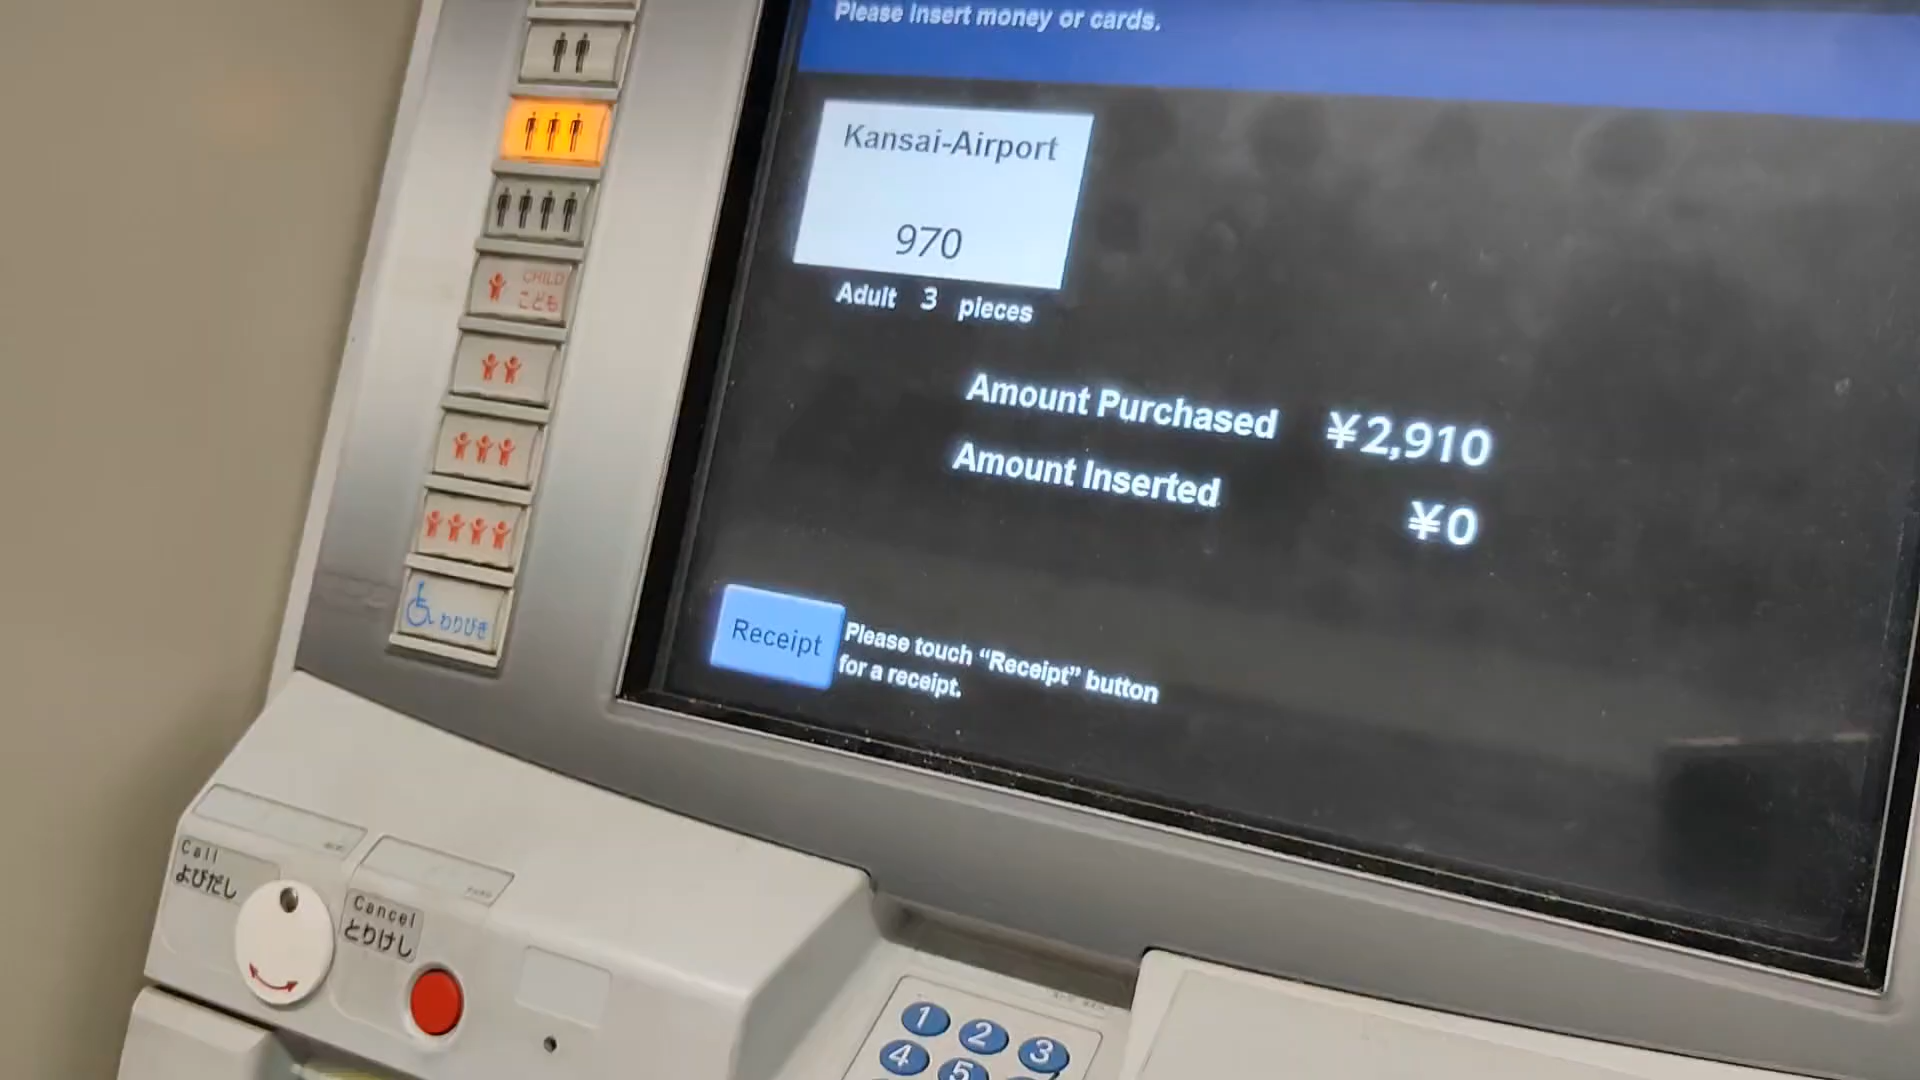 Please insert money or cards.
Kansai-Airport
970
Adult 3 pieces
Amount Purchased ¥2,910
Amount Inserted ¥0
Receipt
Please touch “Receipt” button
for a receipt.
CHILD
こども
わりびき
Call
よびだし
Cancel
とりけし
1 2 3
4 5